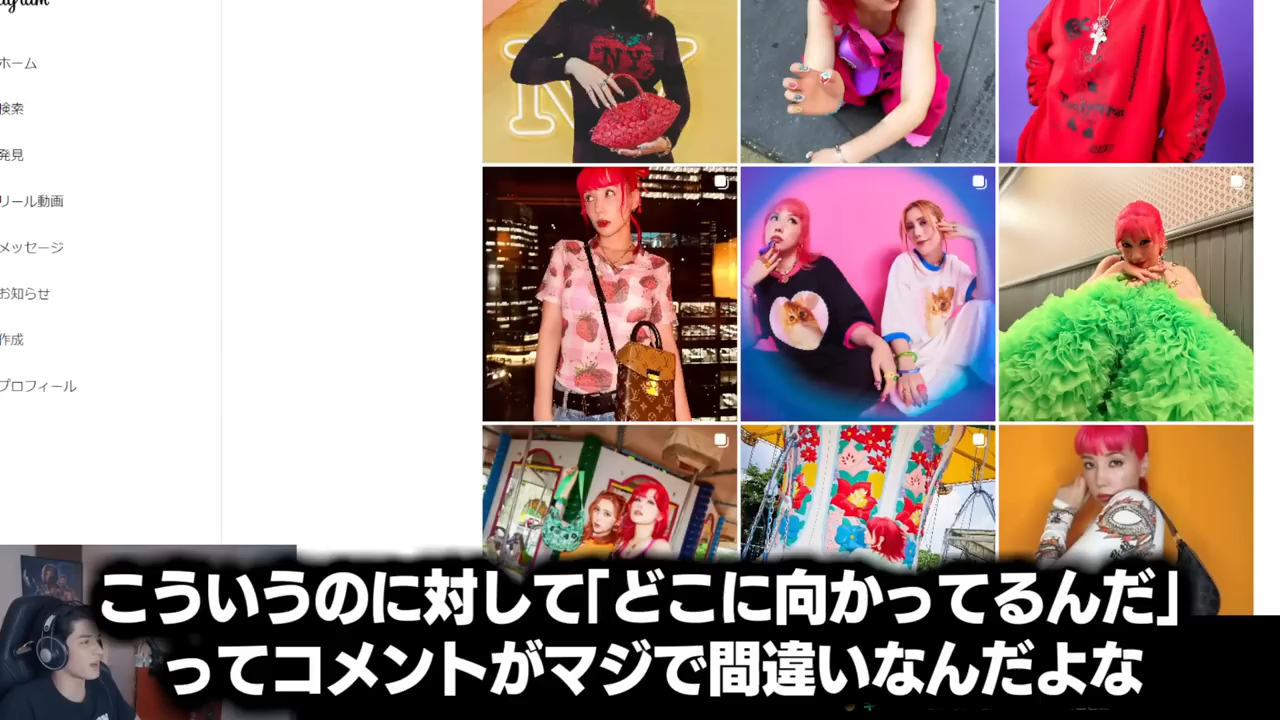 ホーム
検索
発見
リール動画
メッセージ
お知らせ
作成
プロフィール
こういうのに対して「どこに向かってるんだ」
ってコメントがマジで間違いなんだよな